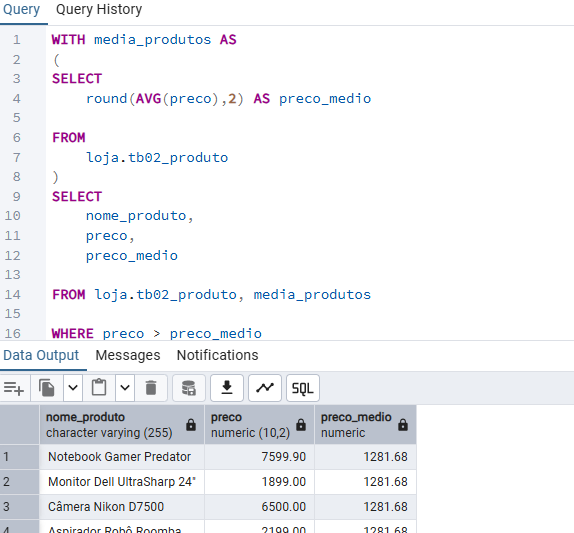 Query Query History
1 WITH media_produtos AS
2 (
3 SELECT
4 round(AVG(preco),2) AS preco_medio
5
6 FROM
7 loja.tb02_produto
8 )
9 SELECT
10 nome_produto,
11 preco,
12 preco_medio
13
14 FROM loja.tb02_produto, media_produtos
15
16 WHERE preco > preco_medio
Data Output Messages Notifications
SQL
nome_produto preco preco_medio
character varying (255) numeric (10,2) numeric
1 Notebook Gamer Predator 7599.90 1281.68
2 Monitor Dell UltraSharp 24" 1899.00 1281.68
3 Câmera Nikon D7500 6500.00 1281.68
4 Aspirador Robô Roomba 2199.00 1281.68